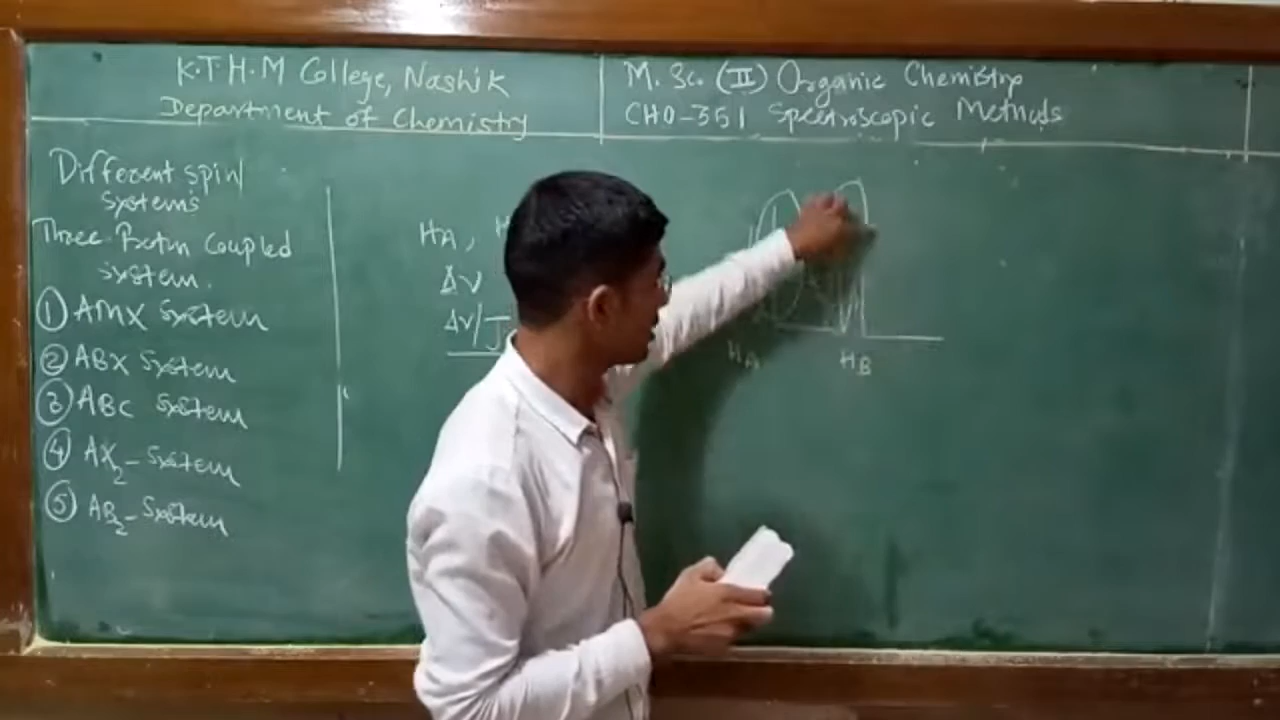 K.T.H.M College, Nashik
Department of Chemistry
M. Sc. (II) Organic Chemistry
CHO-351 Spectroscopic Methods
Different spin
systems
Three Proton Coupled
system.
① AMX System
② ABX System
③ ABC System
④ AX2 - System
⑤ AB2 - System
HA, H
Δν
Δν/J
HA
HB